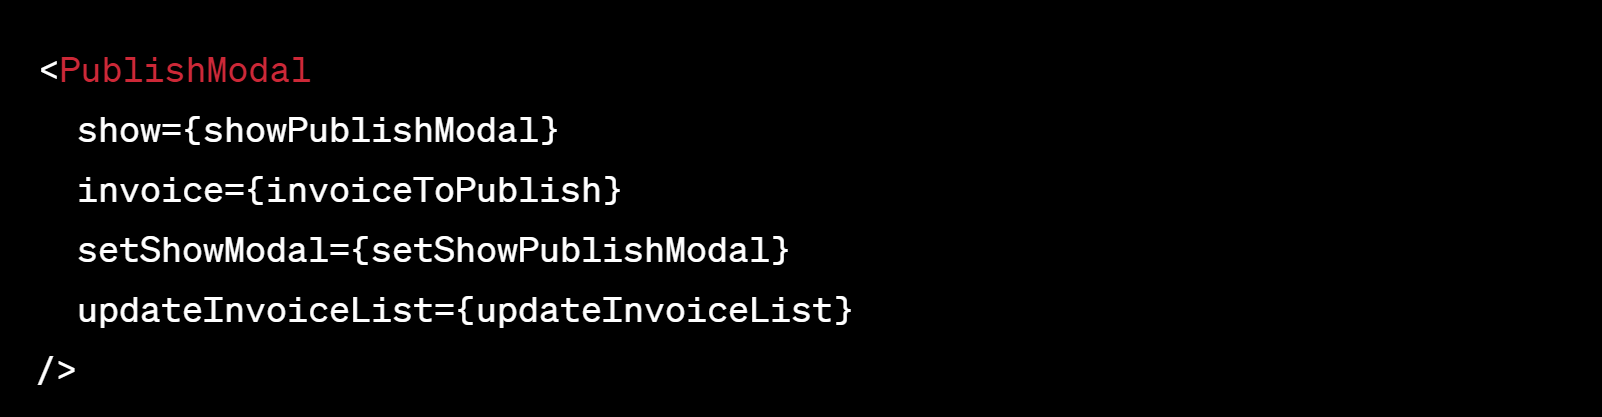 <PublishModal
  show={showPublishModal}
  invoice={invoiceToPublish}
  setShowModal={setShowPublishModal}
  updateInvoiceList={updateInvoiceList}
/>